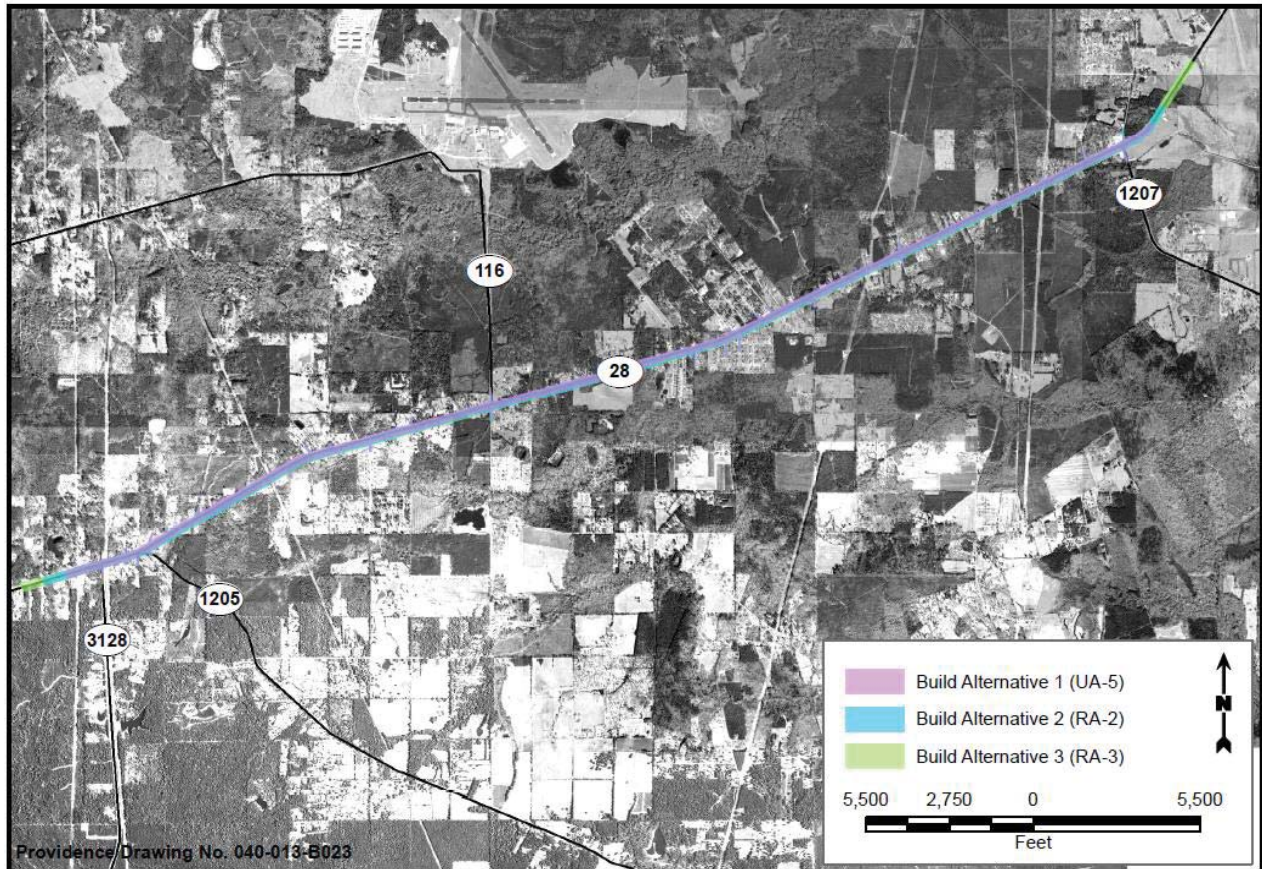 1207
116
28
1205
3128
Build Alternative 1 (UA-5)
Build Alternative 2 (RA-2)
Build Alternative 3 (RA-3)
N
5,500 2,750 0 5,500
Feet
Providence Drawing No. 040-013-B023